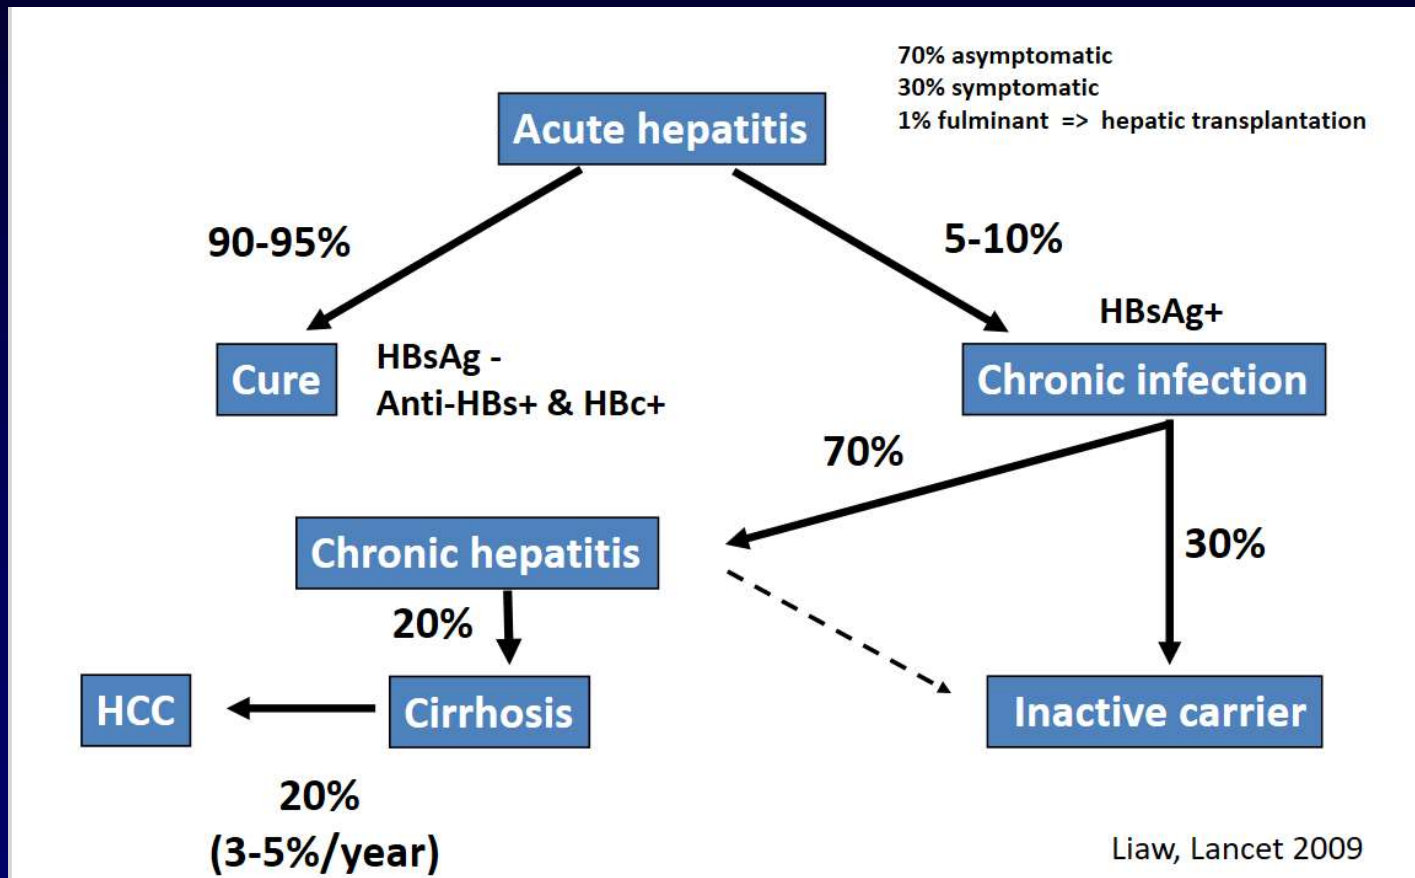 70% asymptomatic
30% symptomatic
1% fulminant => hepatic transplantation
Acute hepatitis
90-95%
5-10%
HBsAg+
Cure
HBsAg -
Anti-HBs+ & HBc+
Chronic infection
70%
30%
Chronic hepatitis
20%
HCC
Cirrhosis
Inactive carrier
20%
(3-5%/year)
Liaw, Lancet 2009